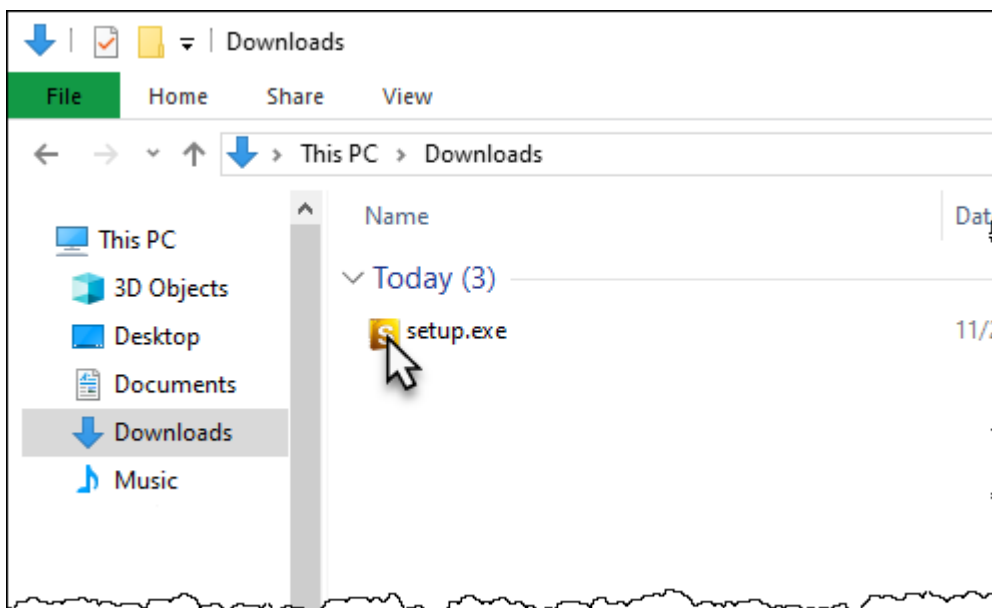 Downloads
File Home Share View
This PC > Downloads
Name
This PC
Today (3)
3D Objects
setup.exe
Desktop
Documents
Downloads
Music